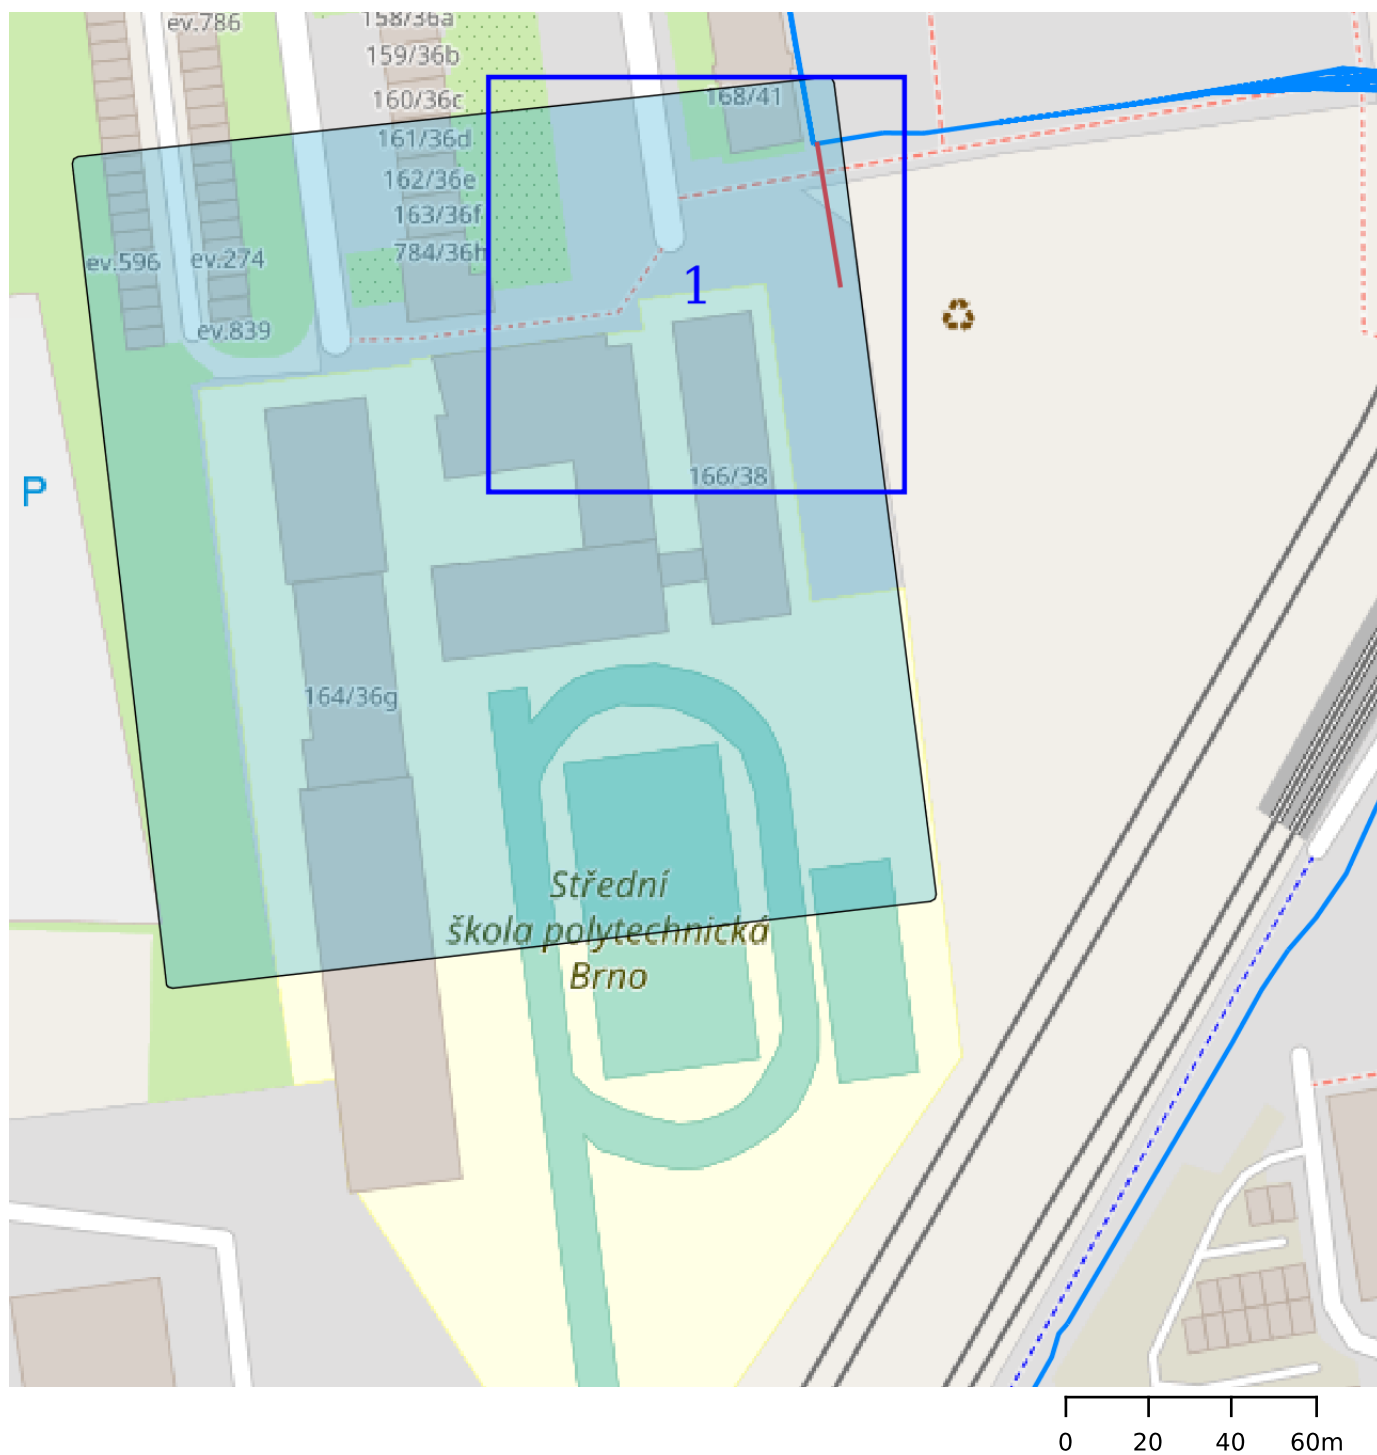 ev.786
158/36a
159/36b
160/36c
168/41
161/36d
162/36e
163/36f
784/36h
ev.596
ev.274
1
ev.839
166/38
P
164/36g
Střední
škola polytechnická
Brno
0 20 40 60m